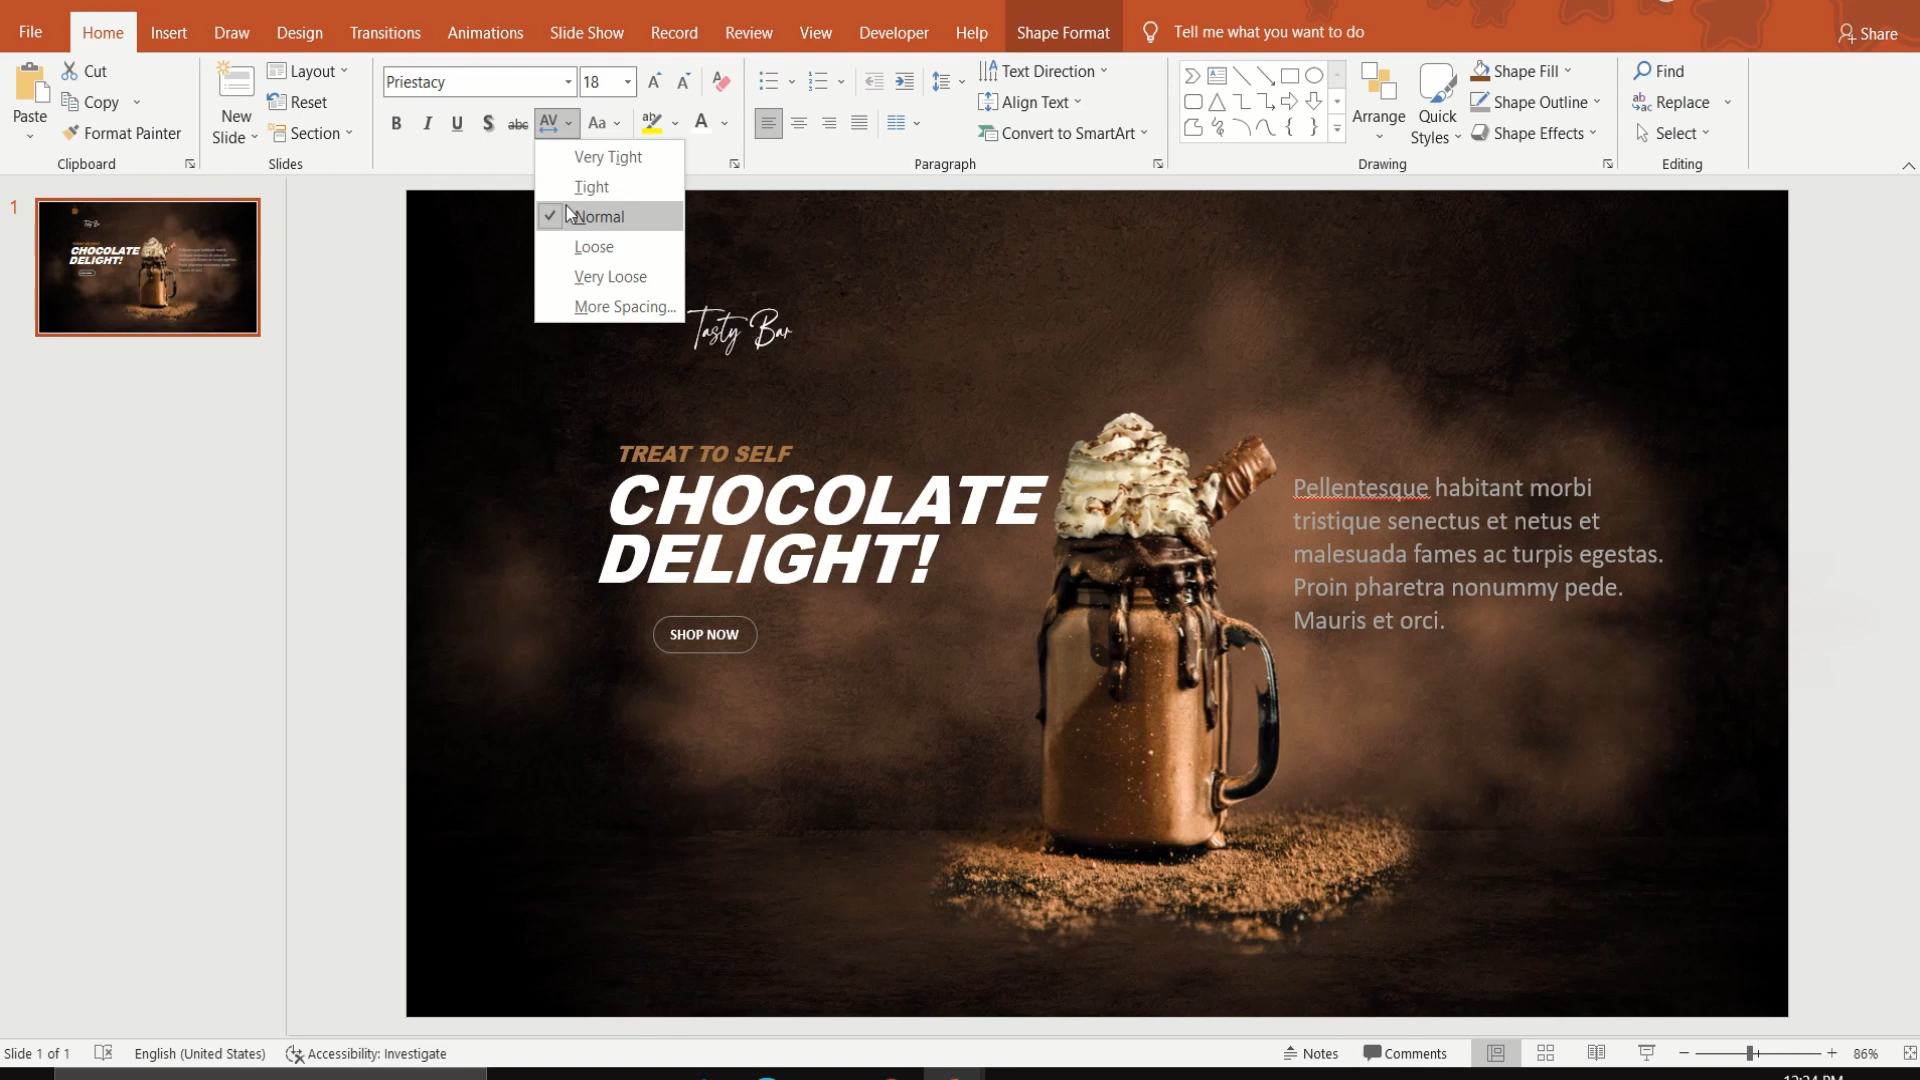 File Home Insert Draw Design Transitions Animations Slide Show Record Review View Developer Help Shape Format Tell me what you want to do Share
Paste
Cut
Copy
Format Painter
Clipboard
New
Slide
Layout
Reset
Section
Slides
Priestacy 18
B I U S abc AV Aa A
Text Direction
Align Text
Convert to SmartArt
Paragraph
Arrange
Quick
Styles
Shape Fill
Shape Outline
Shape Effects
Drawing
Find
Replace
Select
Editing
Very Tight
Tight
Normal
Loose
Very Loose
More Spacing...
1
CHOCOLATE
DELIGHT!
Tasty Bar
TREAT TO SELF
CHOCOLATE
DELIGHT!
SHOP NOW
Pellentesque habitant morbi
tristique senectus et netus et
malesuada fames ac turpis egestas.
Proin pharetra nonummy pede.
Mauris et orci.
Slide 1 of 1 English (United States) Accessibility: Investigate Notes Comments 86%